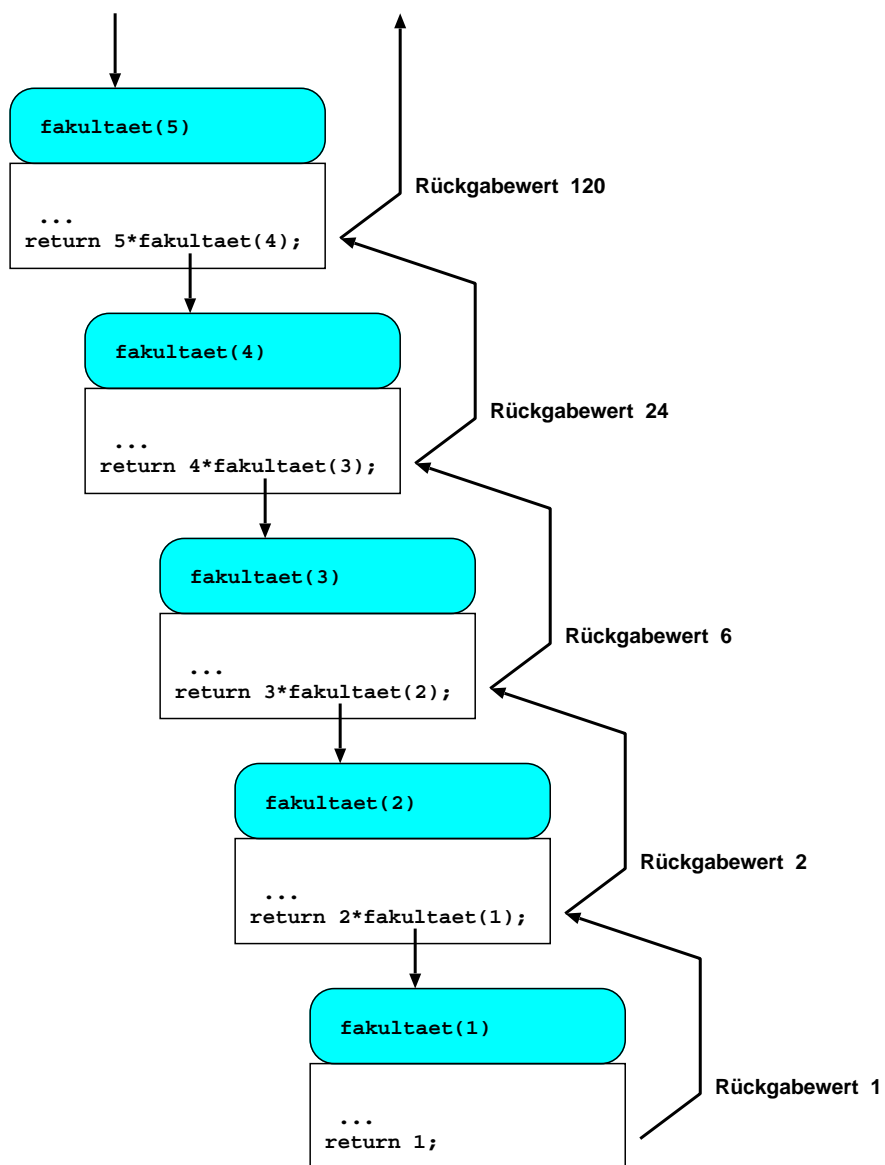 fakultaet(5)
Rückgabewert 120
...
return 5*fakultaet(4);
fakultaet(4)
Rückgabewert 24
...
return 4*fakultaet(3);
fakultaet(3)
Rückgabewert 6
...
return 3*fakultaet(2);
fakultaet(2)
Rückgabewert 2
...
return 2*fakultaet(1);
fakultaet(1)
Rückgabewert 1
...
return 1;